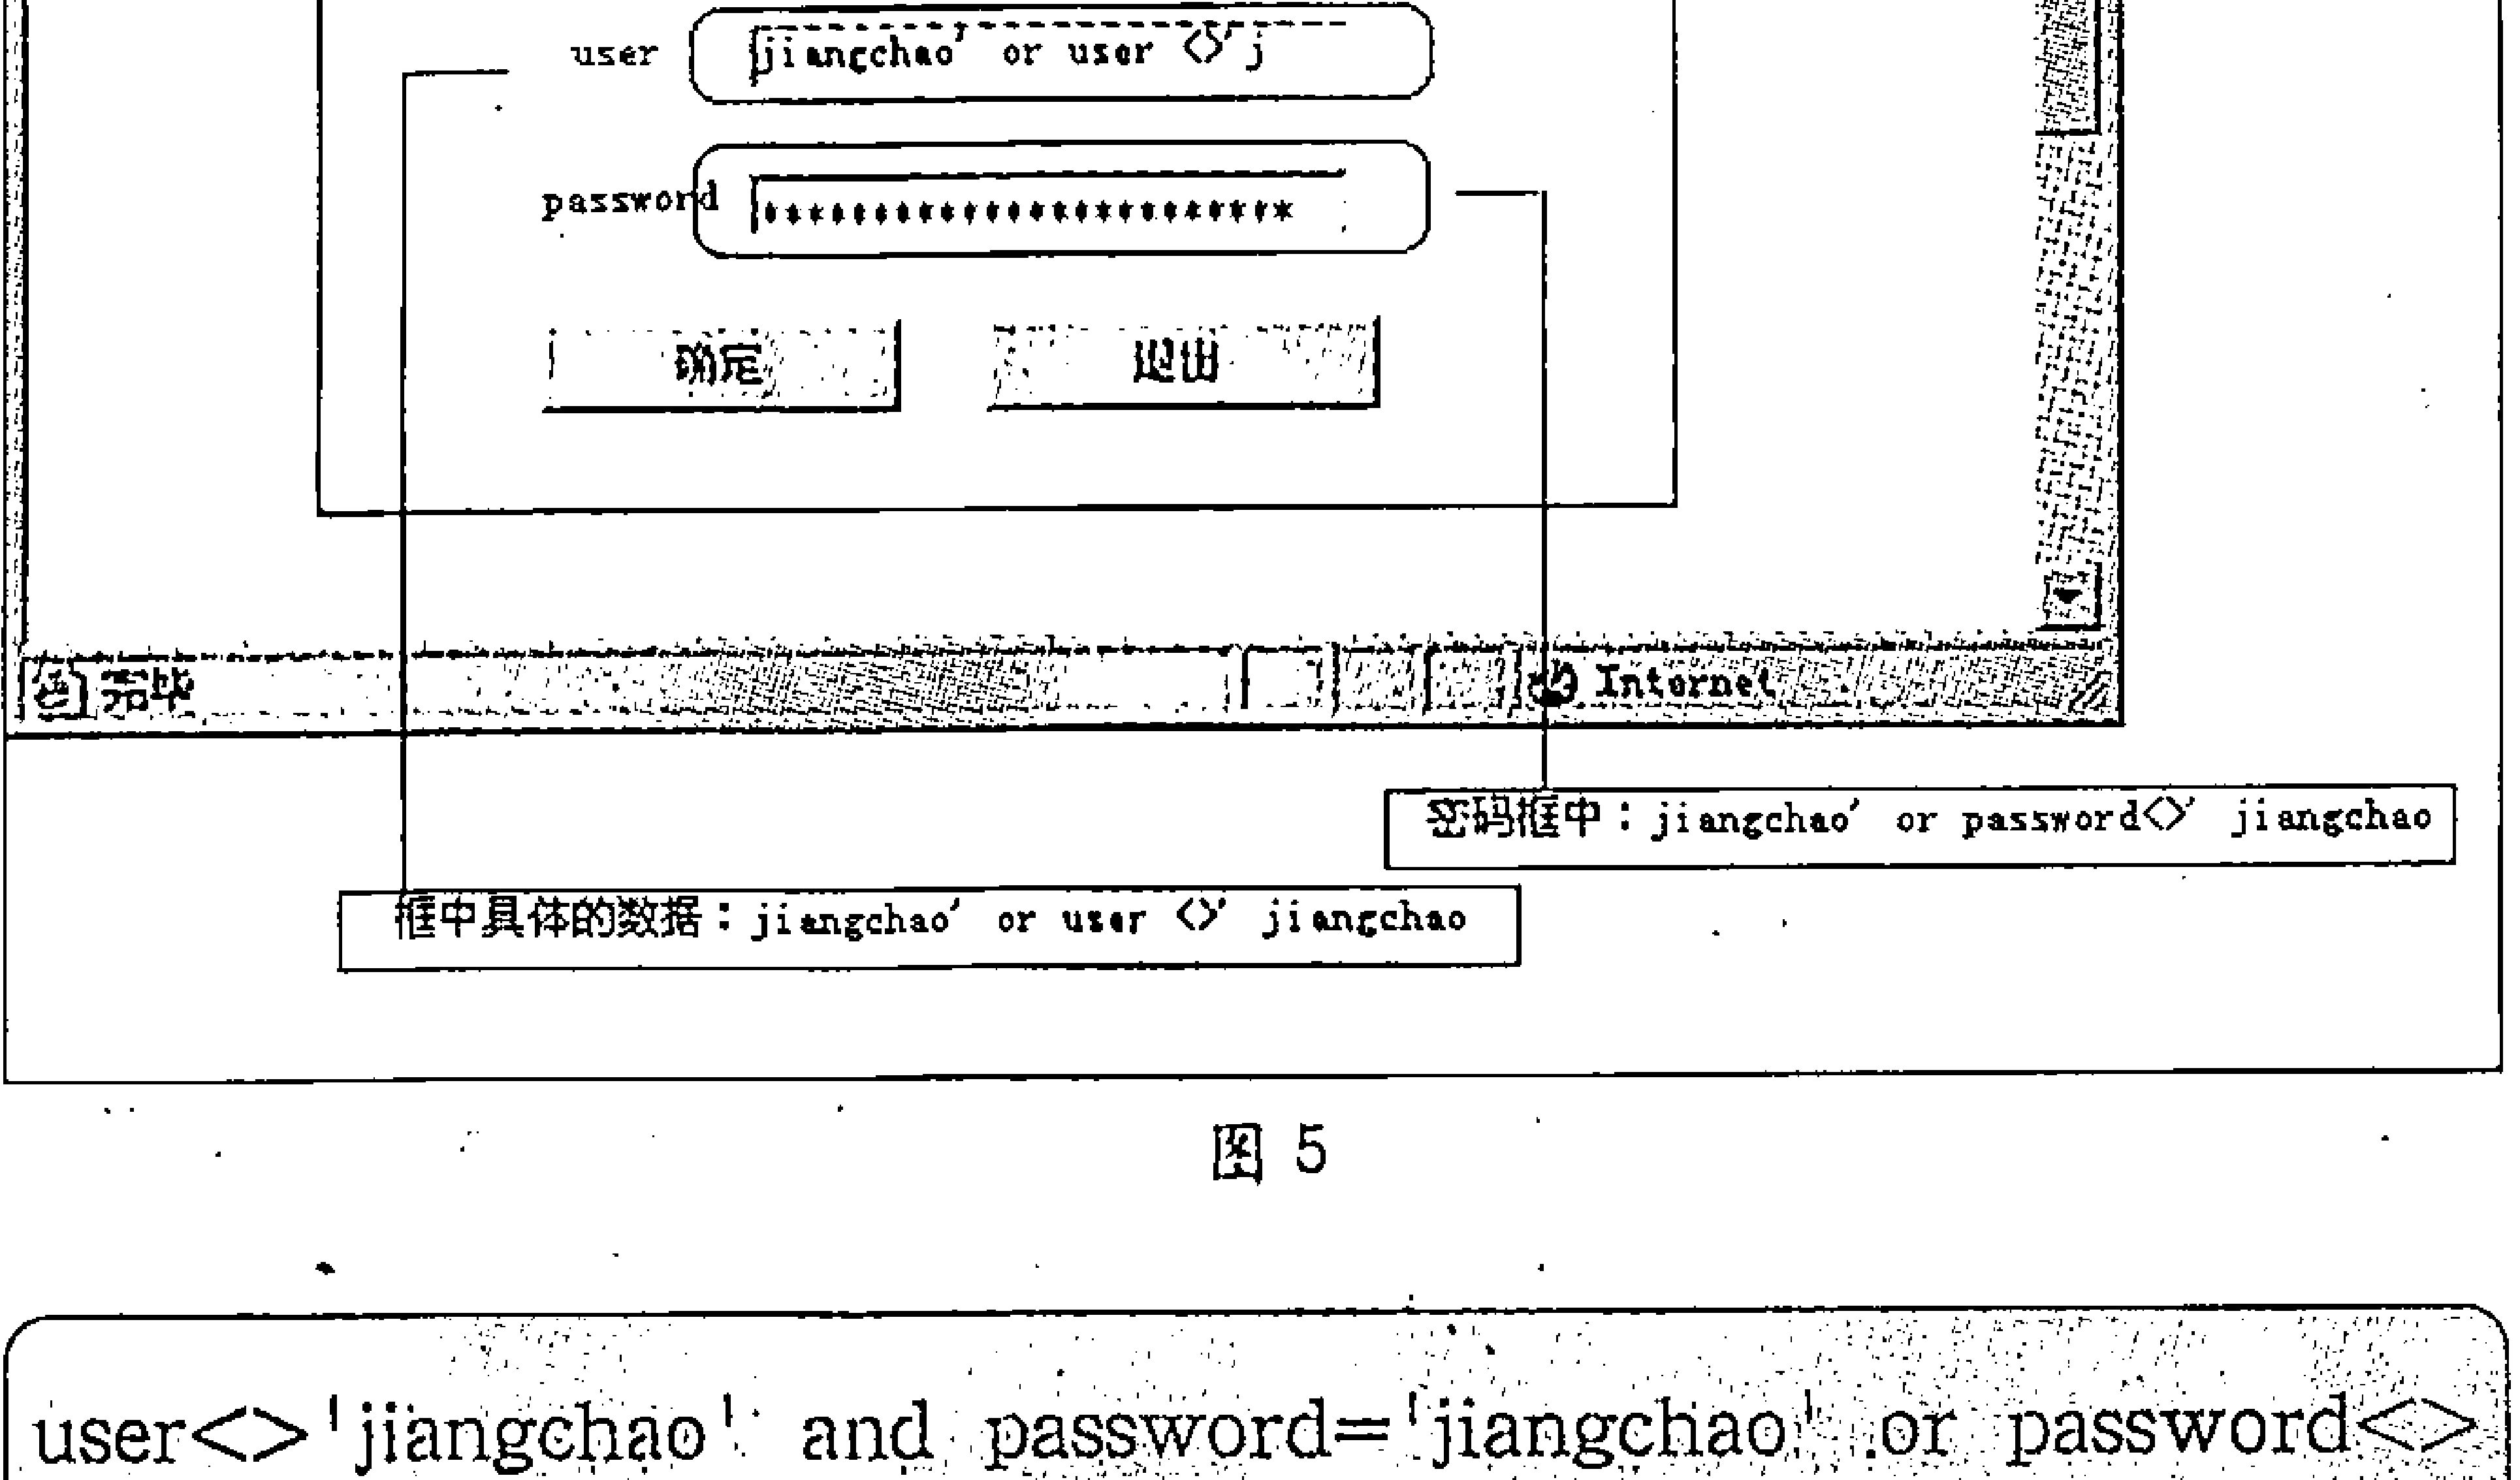 user jiangchao' or user <>'j
password ************************
确定 退出
完毕 Internet
密码框中：jiangchao' or password<>' jiangchao
框中具体的数据：jiangchao' or user <>' jiangchao
图 5
user<>'jiangchao' and password='jiangchao' or password<>